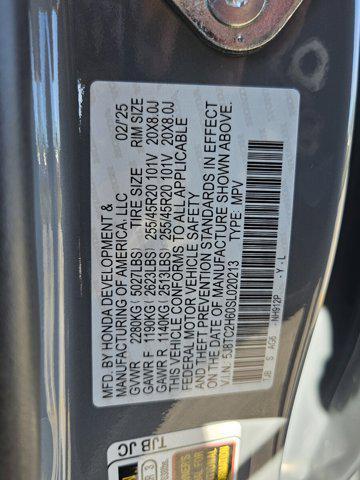 MFD. BY HONDA DEVELOPMENT &
MANUFACTURING OF AMERICA, LLC 02/'25
GVWR 2280KG( 5027LBS) TIRE SIZE RIM SIZE
GAWR F 1190KG( 2623LBS) 255/45R20 101V 20X8.0J
GAWR R 1140KG( 2513LBS) 255/45R20 101V 20X8.0J
THIS VEHICLE CONFORMS TO ALL APPLICABLE
FEDERAL MOTOR VEHICLE SAFETY AND
THEFT PREVENTION STANDARDS IN EFFECT
ON THE DATE OF MANUFACTURE SHOWN ABOVE.
V.I.N. 5J8TC2H60SL020213 TYPE: MPV
TJB S AG6 -NH912P -- Y - L
TJB JC